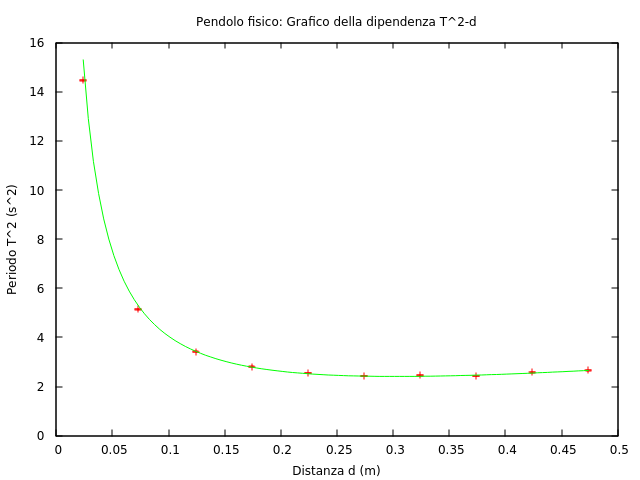 Pendolo fisico: Grafico della dipendenza T^2-d
16
14
12
10
8
6
4
2
0
Periodo T^2 (s^2)
0 0.05 0.1 0.15 0.2 0.25 0.3 0.35 0.4 0.45 0.5
Distanza d (m)